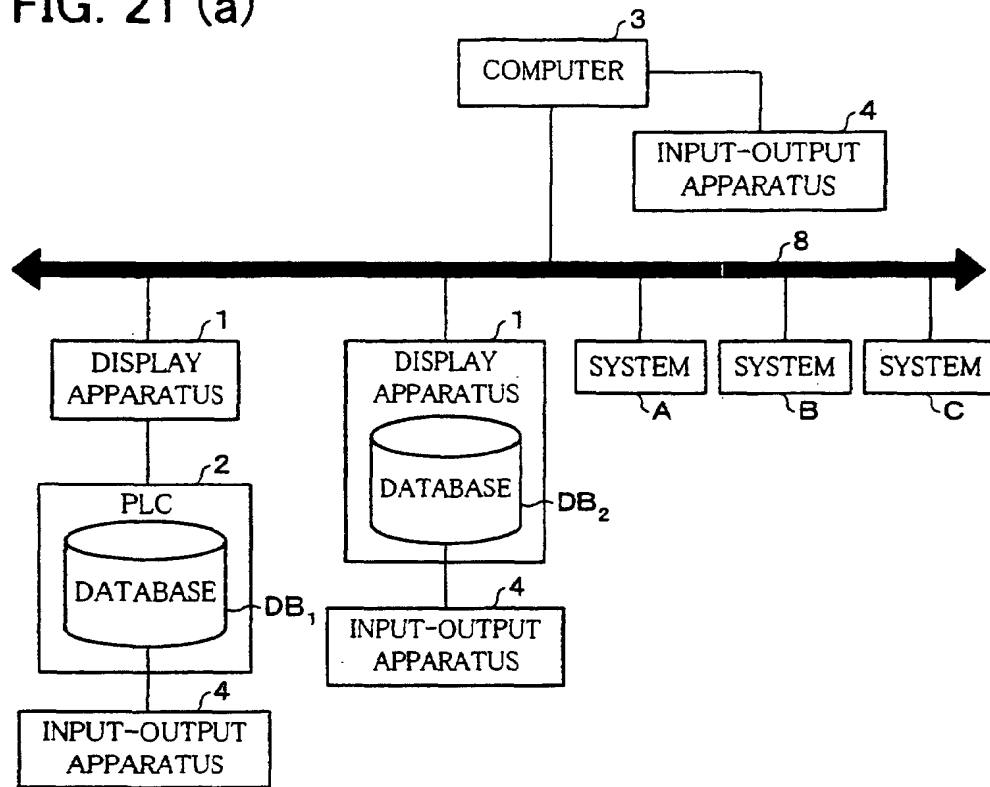 FIG. 21 (a)
3
COMPUTER
4
INPUT-OUTPUT
APPARATUS
8
1
DISPLAY
APPARATUS
1
DISPLAY
APPARATUS
DATABASE
DB2
SYSTEM
A
SYSTEM
B
SYSTEM
C
2
PLC
DATABASE
DB1
4
INPUT-OUTPUT
APPARATUS
4
INPUT-OUTPUT
APPARATUS